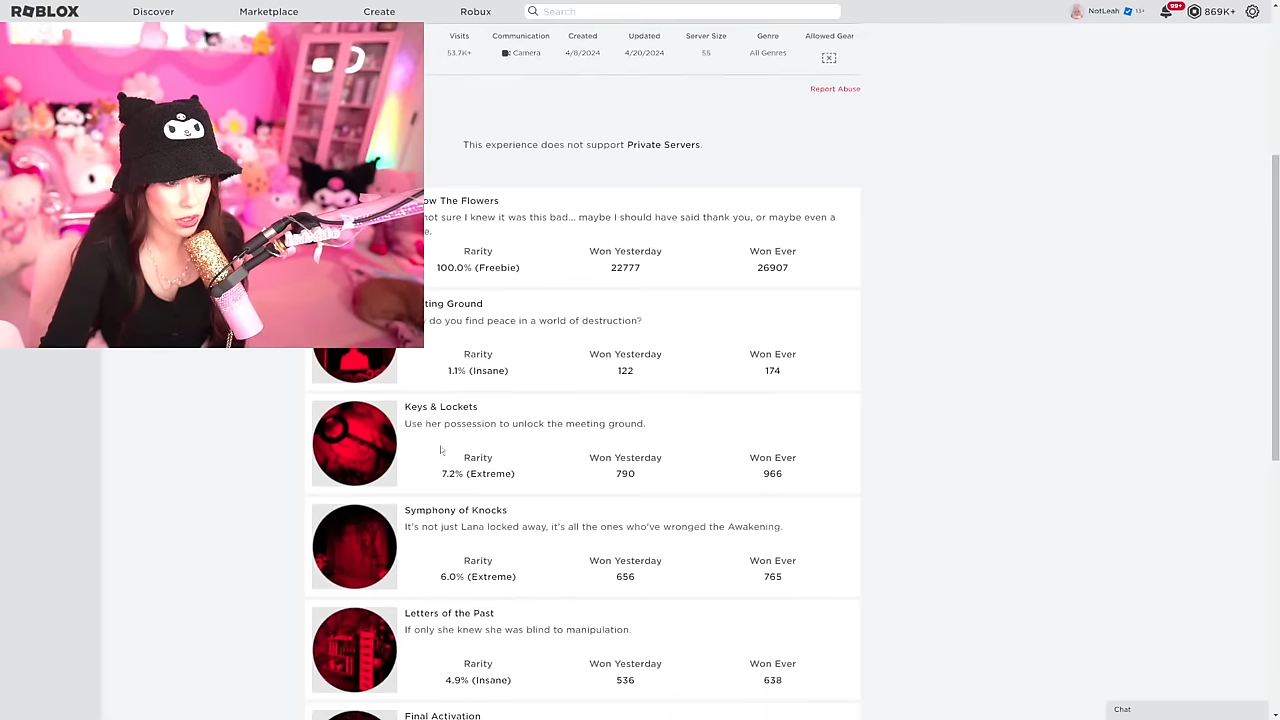 ROBLOX Discover Marketplace Create Robux Search NotLeah 13+ 99+ 869K+
Visits Communication Created Updated Server Size Genre Allowed Gear
53.7K+ Camera 4/8/2024 4/20/2024 55 All Genres
Report Abuse
This experience does not support Private Servers.
ow The Flowers
not sure I knew it was this bad... maybe I should have said thank you, or maybe even a
e.
Rarity Won Yesterday Won Ever
100.0% (Freebie) 22777 26907
ting Ground
do you find peace in a world of destruction?
Rarity Won Yesterday Won Ever
1.1% (Insane) 122 174
Keys & Lockets
Use her possession to unlock the meeting ground.
Rarity Won Yesterday Won Ever
7.2% (Extreme) 790 966
Symphony of Knocks
It's not just Lana locked away, it's all the ones who've wronged the Awakening.
Rarity Won Yesterday Won Ever
6.0% (Extreme) 656 765
Letters of the Past
If only she knew she was blind to manipulation.
Rarity Won Yesterday Won Ever
4.9% (Insane) 536 638
Final Activation
Chat